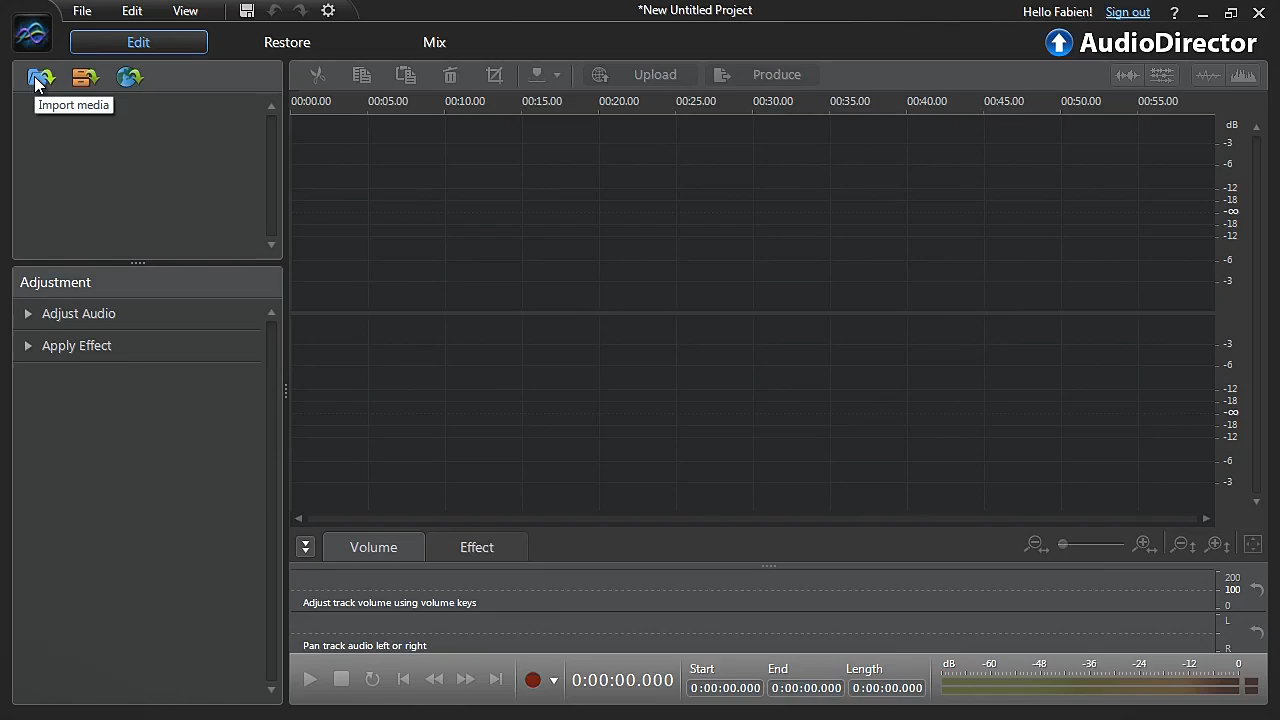 File Edit View
*New Untitled Project
Hello Fabien! Sign out ?
Edit Restore Mix
AudioDirector
Upload Produce
Import media
00:00.00 00:05.00 00:10.00 00:15.00 00:20.00 00:25.00 00:30.00 00:35.00 00:40.00 00:45.00 00:50.00 00:55.00
dB
-3
-6
-12
-18
-∞
-18
-12
-6
-3
Adjustment
Adjust Audio
Apply Effect
-3
-6
-12
-18
-∞
-18
-12
-6
-3
Volume Effect
200
100
0
Adjust track volume using volume keys
L
Pan track audio left or right
R
0:00:00.000
Start End Length
0:00:00.000 0:00:00.000 0:00:00.000
dB -60 -48 -36 -24 -12 0